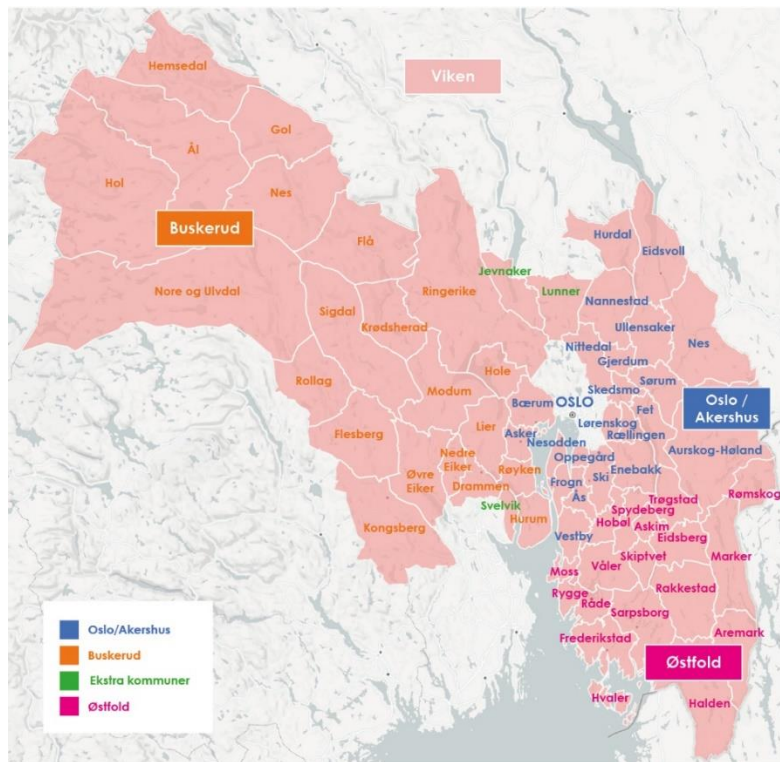 Viken
Hemsedal
Gol
Ål
Hol
Nes
Buskerud
Flå
Hurdal
Eidsvoll
Jevnaker
Nore og Ulvdal
Ringerike
Lunner
Nannestad
Sigdal
Krødsherad
Ullensaker
Nittedal
Nes
Gjerdum
Hole
Rollag
Skedsmo
Sørum
Modum
Bærum
OSLO
Oslo /
Akershus
Fet
Lier
Lørenskog
Asker
Rællingen
Flesberg
Nesodden
Aurskog-Høland
Nedre
Eiker
Oppegård
Røyken
Enebakk
Øvre
Eiker
Drammen
Frogn
Ski
Rømskog
Ås
Trøgstad
Svelvik
Spydeberg
Hurum
Hobøl
Askim
Kongsberg
Vestby
Eidsberg
Skiptvet
Marker
Våler
Moss
Rakkestad
Rygge
Råde
Sarpsborg
Frederikstad
Aremark
Østfold
Hvaler
Halden
Oslo/Akershus
Buskerud
Ekstra kommuner
Østfold